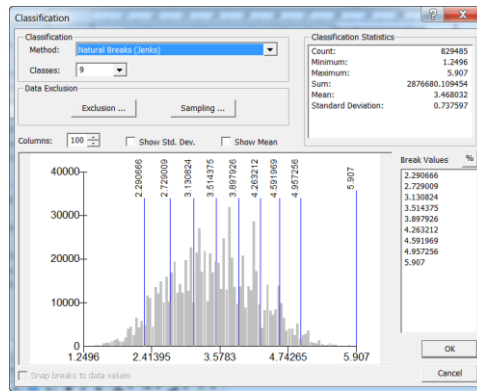 Classification
Classification
Method: Natural Breaks (Jenks)
Classes: 9
Data Exclusion
Exclusion ... Sampling ...
Classification Statistics
Count: 829485
Minimum: 1.2496
Maximum: 5.907
Sum: 2876680.109454
Mean: 3.468032
Standard Deviation: 0.737597
Columns: 100 Show Std. Dev. Show Mean
Break Values %
2.290666
2.729009
3.130824
3.514375
3.897926
4.263212
4.591969
4.957256
5.907
40000
30000
20000
10000
0
2.290666
2.729009
3.130824
3.514375
3.897926
4.263212
4.591969
4.957256
5.907
1.2496 2.41395 3.5783 4.74265 5.907
Snap breaks to data values
OK
Cancel